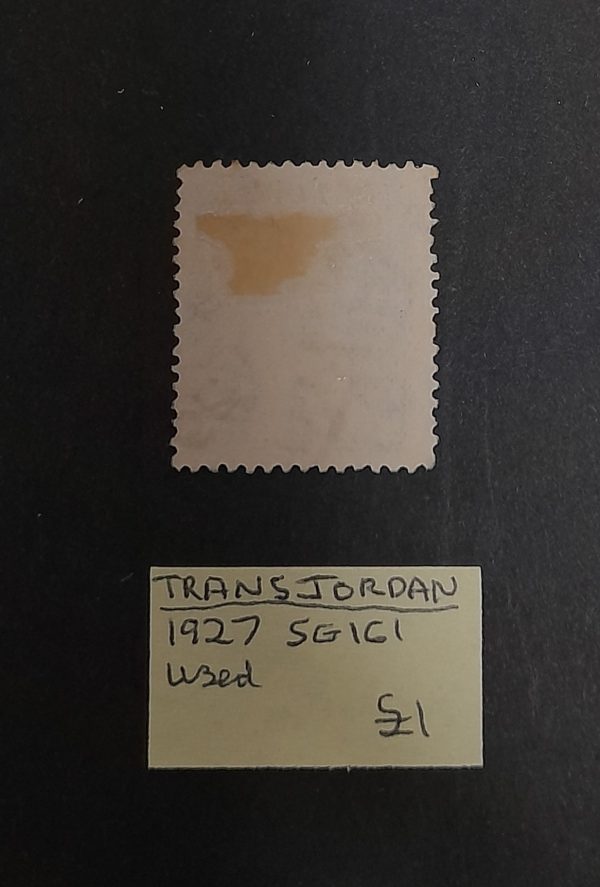 TRANSJORDAN
1927 SG161
Used
£1